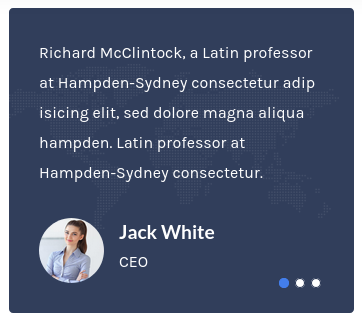 Richard McClintock, a Latin professor
at Hampden-Sydney consectetur adip
isicing elit, sed dolore magna aliqua
hampden. Latin professor at
Hampden-Sydney consectetur.
Jack White
CEO